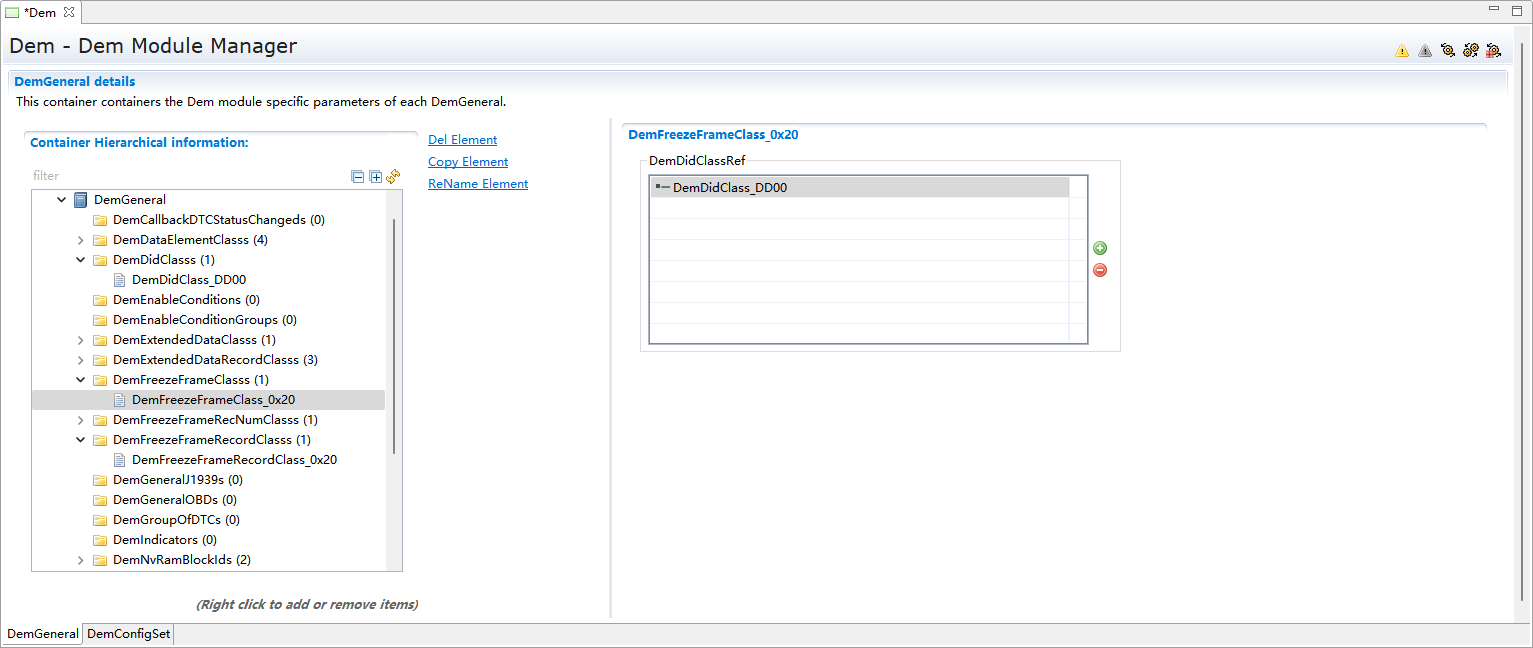 *Dem
Dem - Dem Module Manager
DemGeneral details
This container containers the Dem module specific parameters of each DemGeneral.
Container Hierarchical information:
filter
DemGeneral
DemCallbackDTCStatusChangeds (0)
DemDataElementClasss (4)
DemDidClasss (1)
DemDidClass_DD00
DemEnableConditions (0)
DemEnableConditionGroups (0)
DemExtendedDataClasss (1)
DemExtendedDataRecordClasss (3)
DemFreezeFrameClasss (1)
DemFreezeFrameClass_0x20
DemFreezeFrameRecNumClasss (1)
DemFreezeFrameRecordClasss (1)
DemFreezeFrameRecordClass_0x20
DemGeneralJ1939s (0)
DemGeneralOBDs (0)
DemGroupOfDTCs (0)
DemIndicators (0)
DemNvRamBlockIds (2)
(Right click to add or remove items)
Del Element
Copy Element
ReName Element
DemFreezeFrameClass_0x20
DemDidClassRef
DemDidClass_DD00
DemGeneral
DemConfigSet